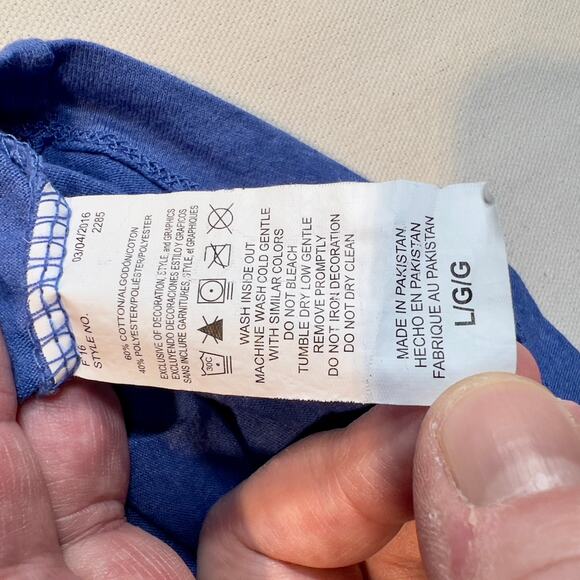 F 16
03/04/2016
STYLE NO.
2285
60% COTTON/ALGODÓN/COTON
40% POLYESTER/POLIÉSTER/POLYESTER
EXCLUSIVE OF DECORATION, STYLE, and GRAPHICS
EXCLUYENDO DECORACIONES ESTILO Y GRAFICOS
SANS INCLURE GARNITURES, STYLE, et GRAPHIQUES
30°C
WASH INSIDE OUT
MACHINE WASH COLD GENTLE
WITH SIMILAR COLORS
DO NOT BLEACH
TUMBLE DRY LOW GENTLE
REMOVE PROMPTLY
DO NOT IRON DECORATION
DO NOT DRY CLEAN
MADE IN PAKISTAN
HECHO EN PAKISTAN
FABRIQUE AU PAKISTAN
L/G/G